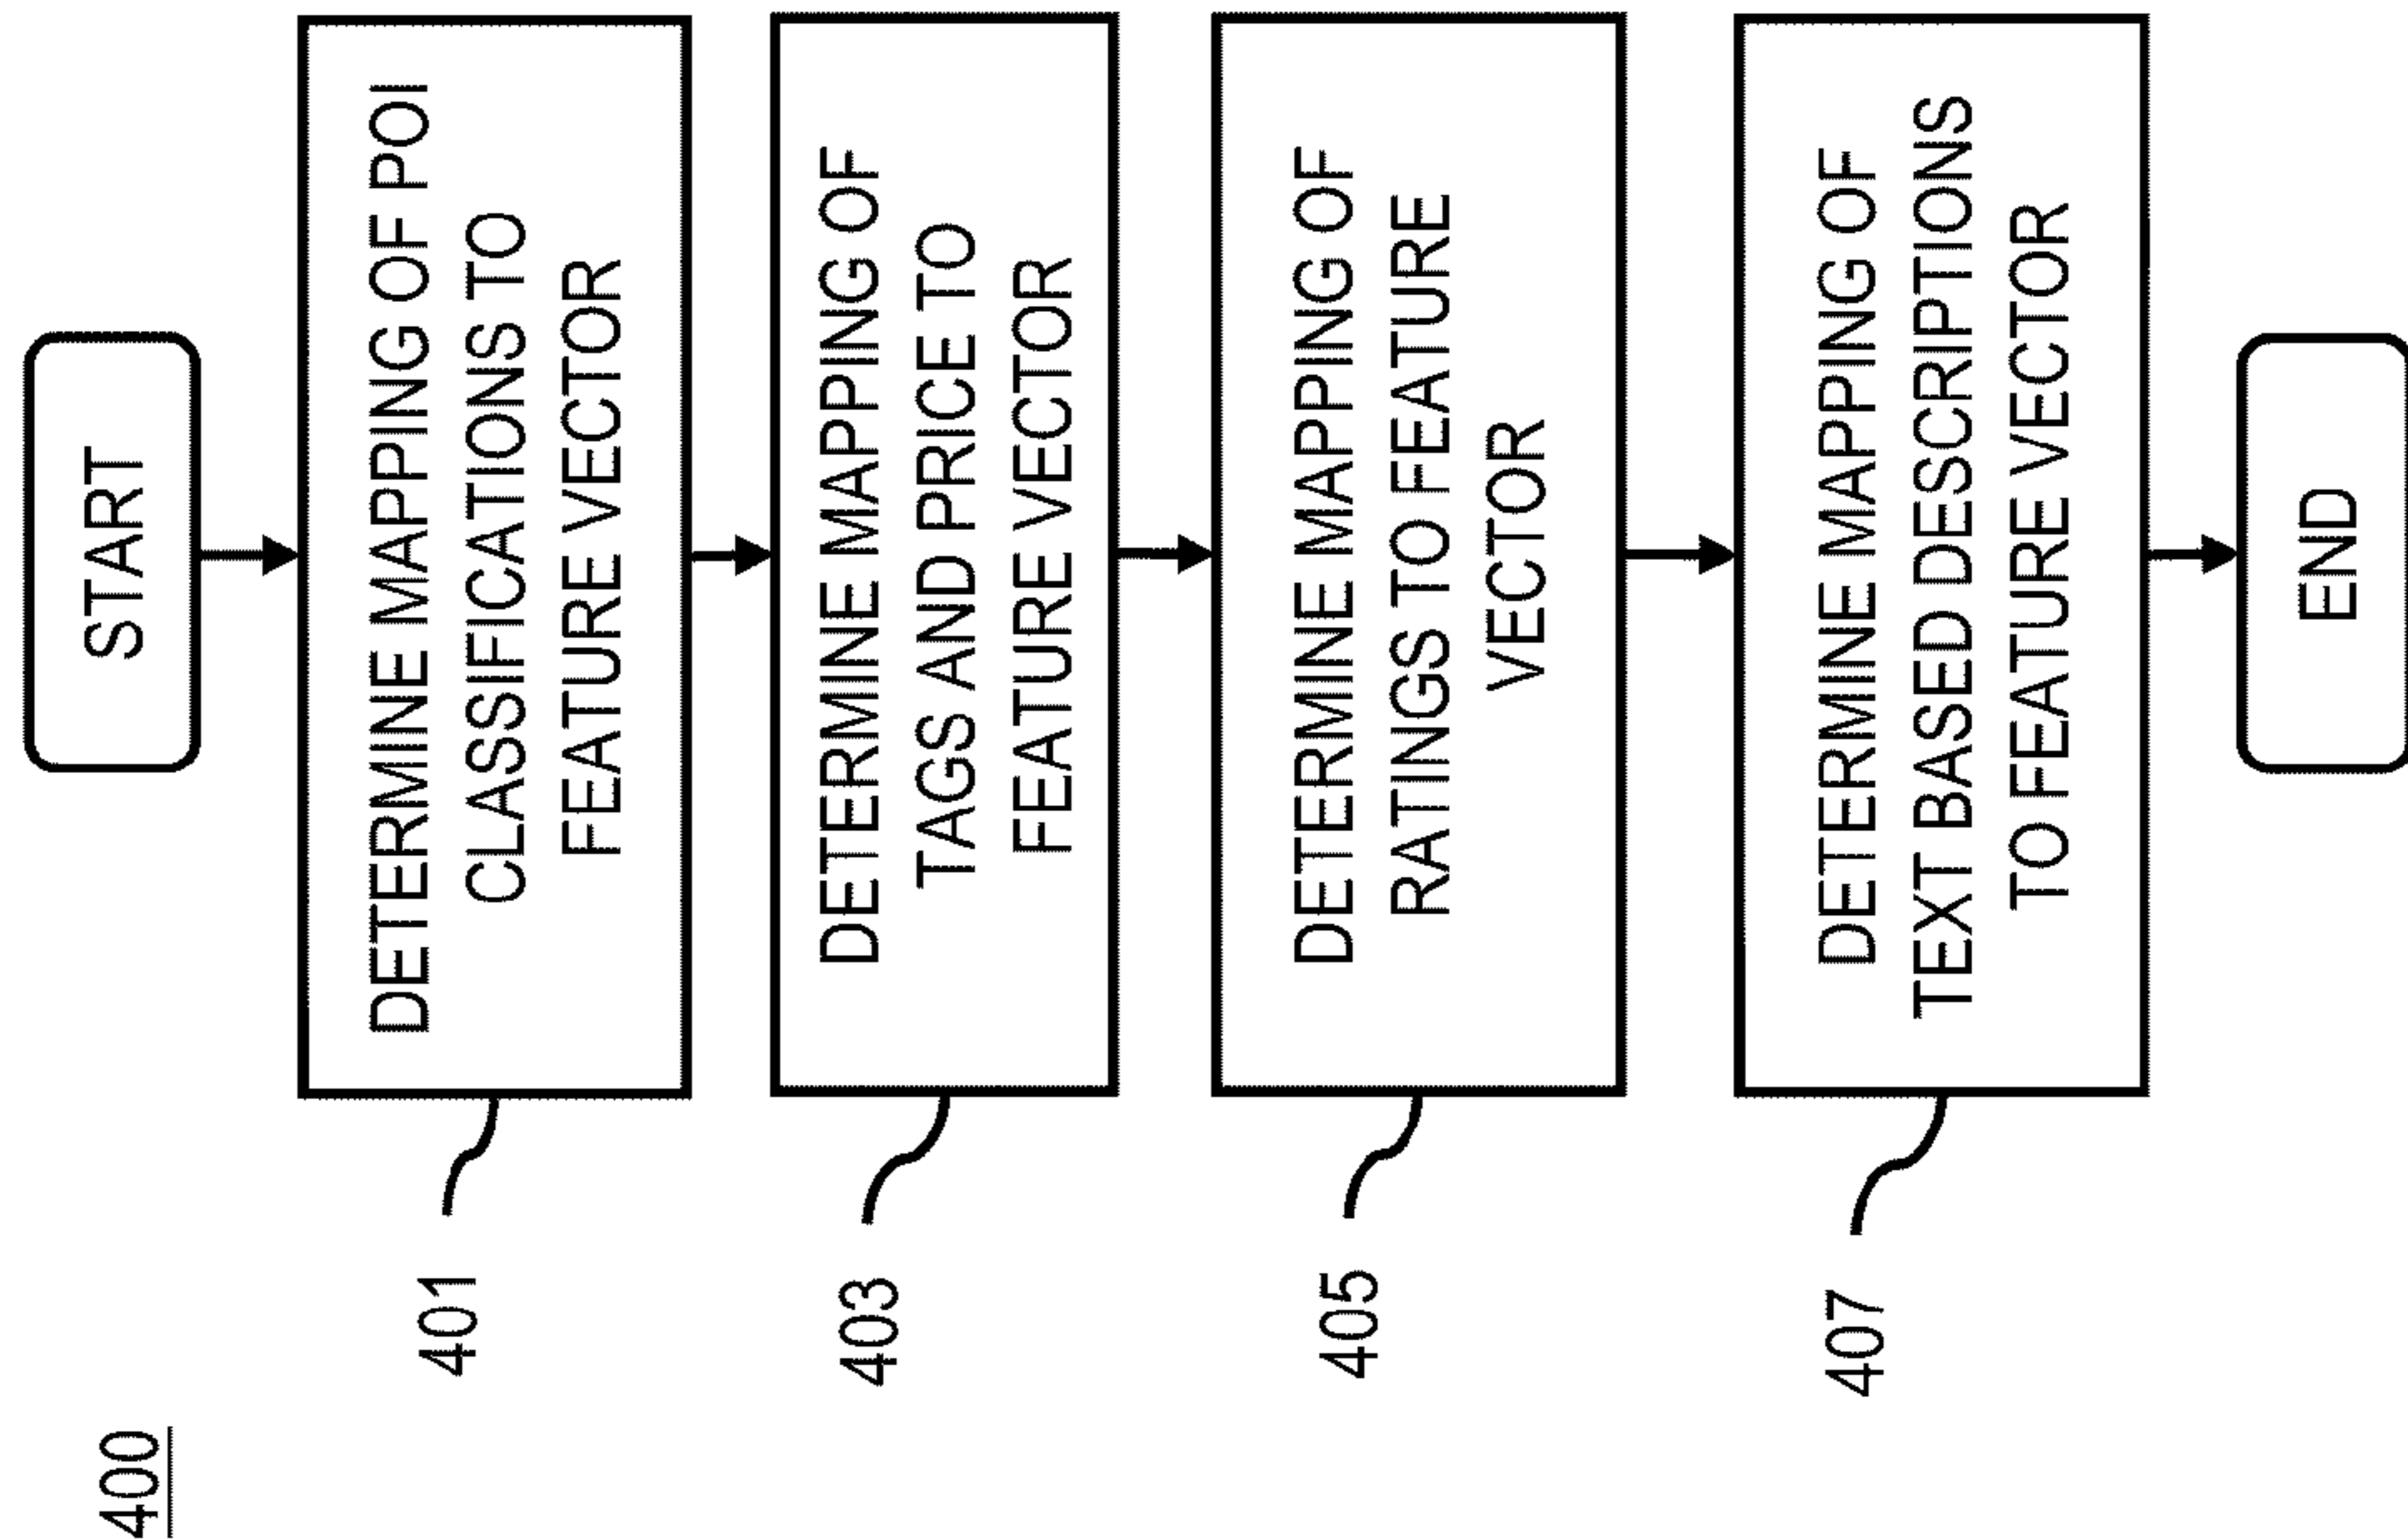 400
START
401
DETERMINE MAPPING OF POI
CLASSIFICATIONS TO
FEATURE VECTOR
403
DETERMINE MAPPING OF
TAGS AND PRICE TO
FEATURE VECTOR
405
DETERMINE MAPPING OF
RATINGS TO FEATURE
VECTOR
407
DETERMINE MAPPING OF
TEXT BASED DESCRIPTIONS
TO FEATURE VECTOR
END